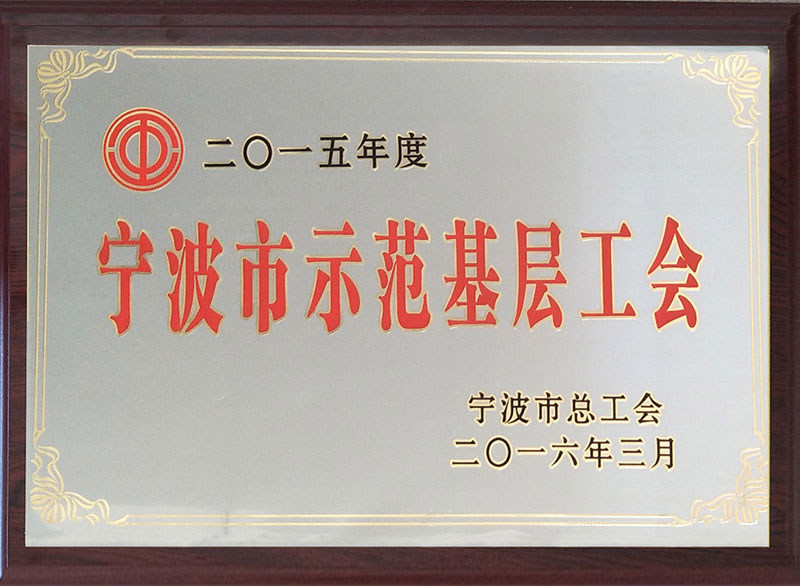 二〇一五年度
宁波市示范基层工会
宁波市总工会
二〇一六年三月